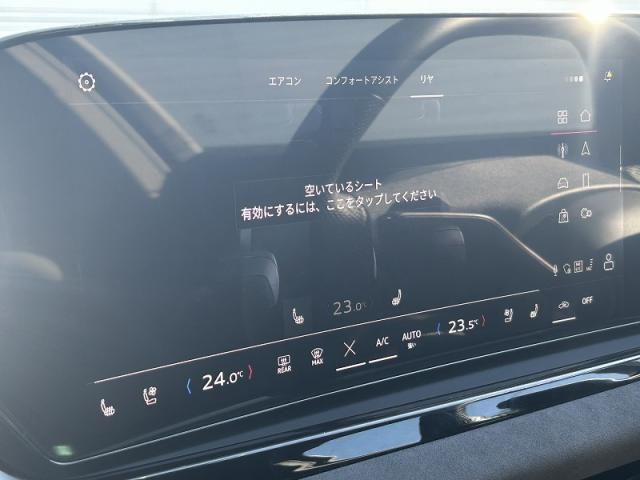 エアコン コンフォートアシスト リヤ
空いているシート
有効にするには、ここをタップしてください
23.0℃
24.0℃ REAR MAX A/C AUTO 23.5℃ OFF